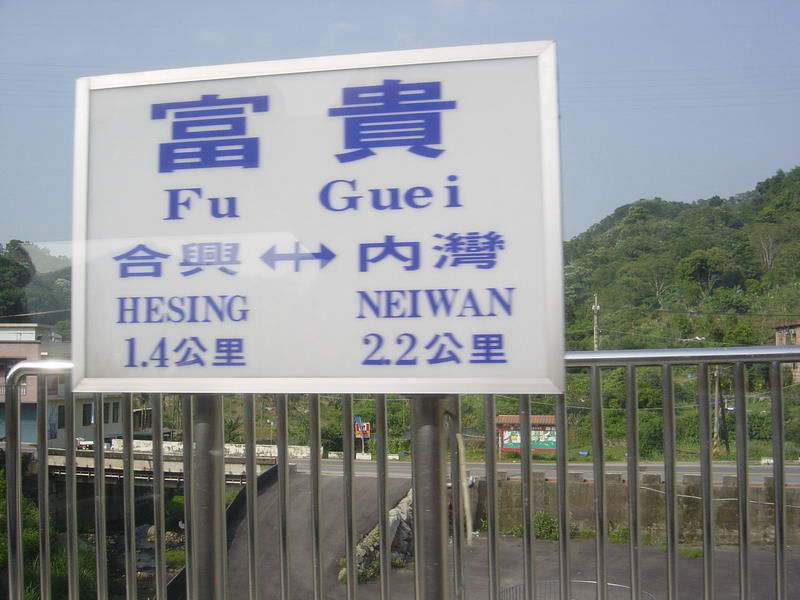 富貴
Fu Guei
合興 ↔ 內灣
HESING NEIWAN
1.4公里 2.2公里